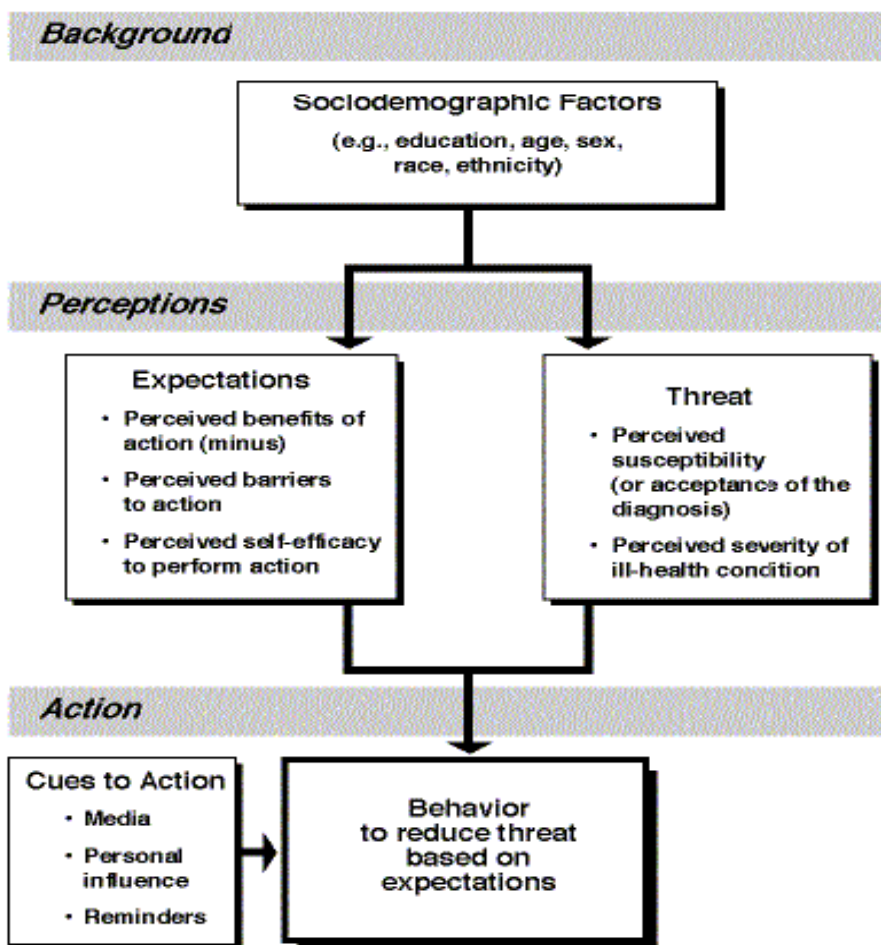 Background
Sociodemographic Factors
(e.g., education, age, sex,
race, ethnicity)
Perceptions
Expectations
• Perceived benefits of
action (minus)
• Perceived barriers
to action
• Perceived self-efficacy
to perform action
Threat
• Perceived
susceptibility
(or acceptance of the
diagnosis)
• Perceived severity of
ill-health condition
Action
Cues to Action
• Media
• Personal
influence
• Reminders
Behavior
to reduce threat
based on
expectations